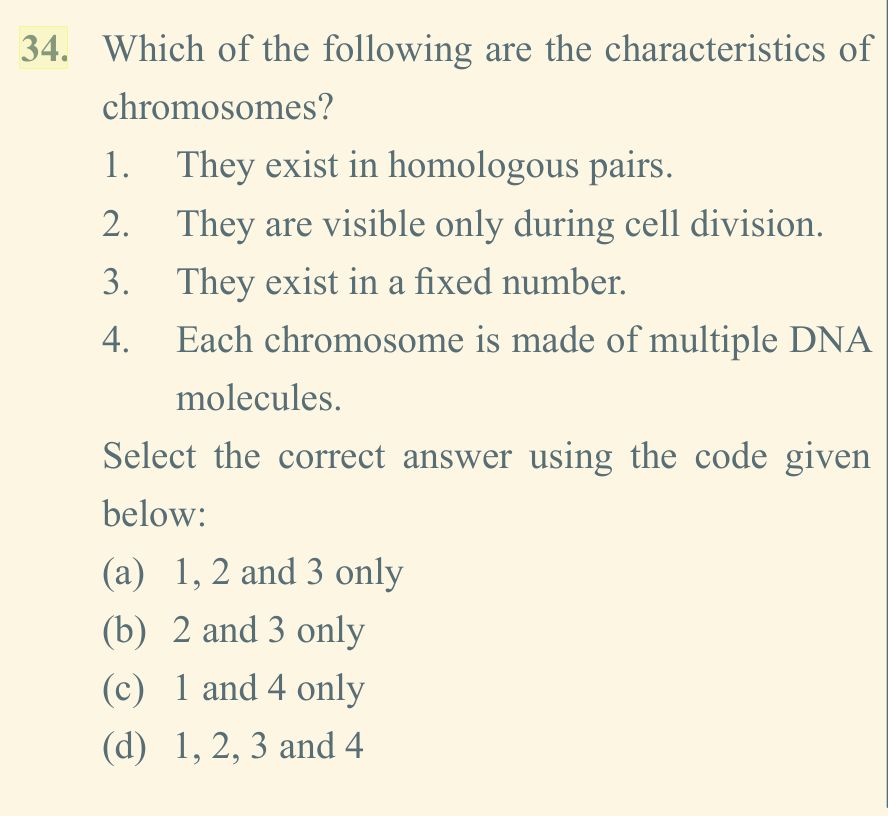 34. Which of the following are the characteristics of
chromosomes?
1. They exist in homologous pairs.
2. They are visible only during cell division.
3. They exist in a fixed number.
4. Each chromosome is made of multiple DNA
molecules.
Select the correct answer using the code given
below:
(a) 1, 2 and 3 only
(b) 2 and 3 only
(c) 1 and 4 only
(d) 1, 2, 3 and 4